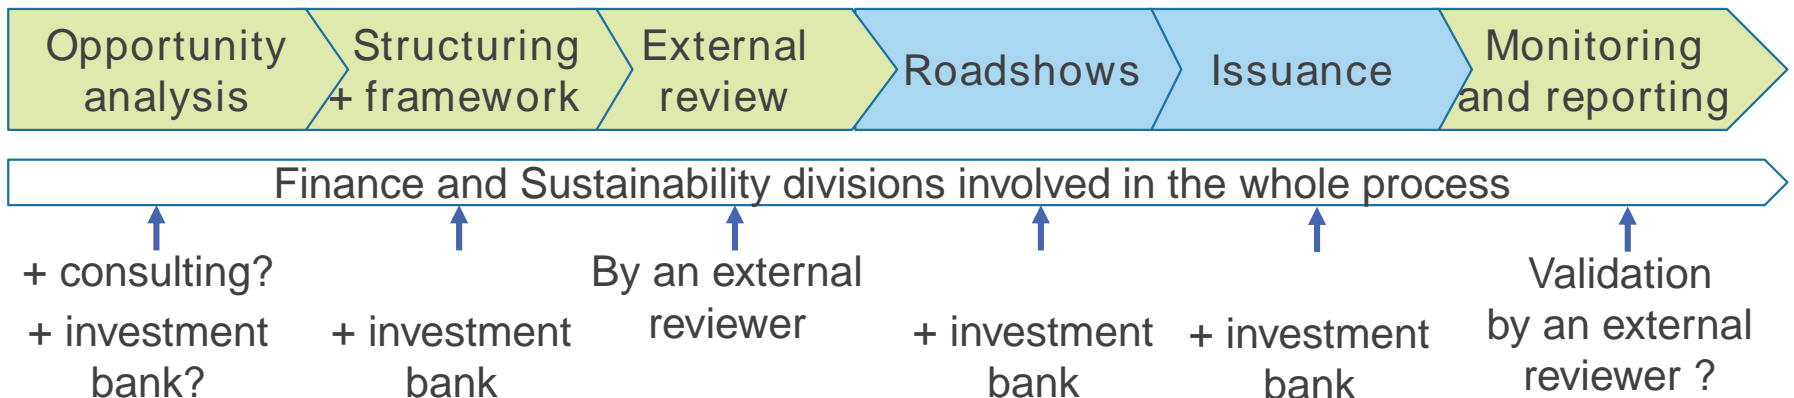 Opportunity
analysis
Structuring
+ framework
External
review
Roadshows
Issuance
Monitoring
and reporting
Finance and Sustainability divisions involved in the whole process
+ consulting?
+ investment
bank?
+ investment
bank
By an external
reviewer
+ investment
bank
+ investment
bank
Validation
by an external
reviewer ?